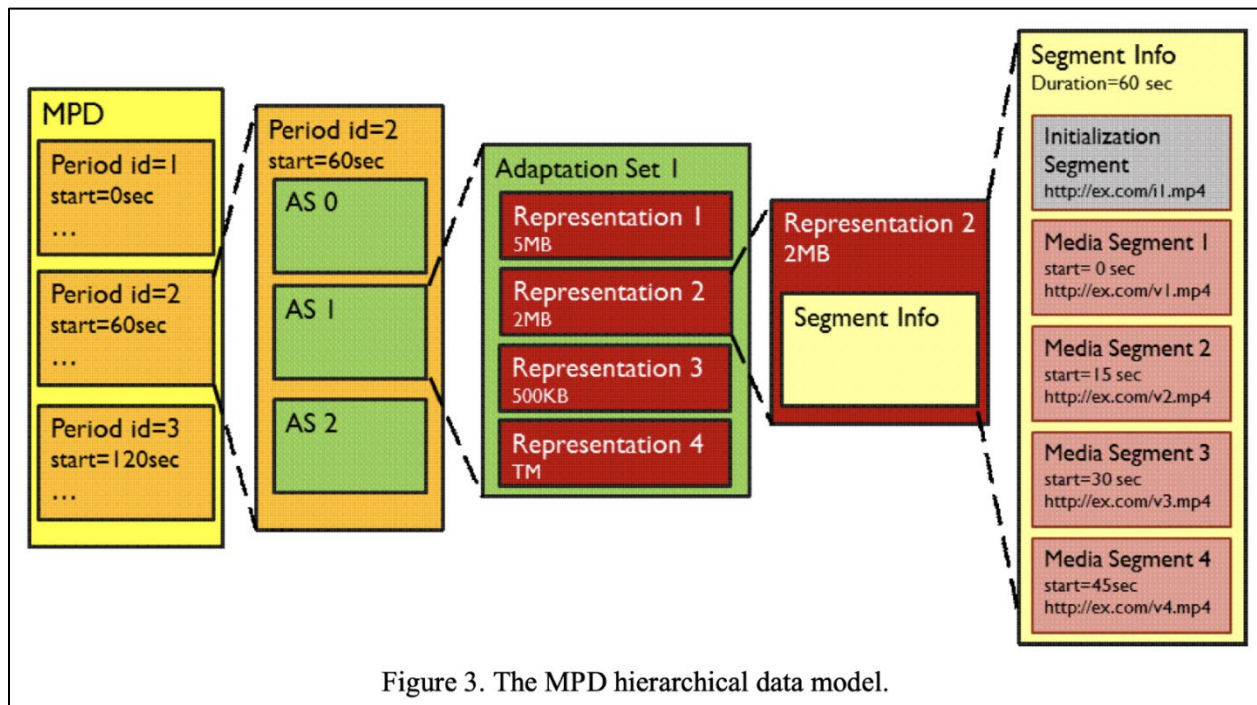 MPD
Period id=1
start=0sec
...
Period id=2
start=60sec
...
Period id=3
start=120sec
...
Period id=2
start=60sec
AS 0
AS 1
AS 2
Adaptation Set 1
Representation 1
5MB
Representation 2
2MB
Representation 3
500KB
Representation 4
TM
Representation 2
2MB
Segment Info
Segment Info
Duration=60 sec
Initialization
Segment
http://ex.com/i1.mp4
Media Segment 1
start= 0 sec
http://ex.com/v1.mp4
Media Segment 2
start=15 sec
http://ex.com/v2.mp4
Media Segment 3
start=30 sec
http://ex.com/v3.mp4
Media Segment 4
start=45sec
http://ex.com/v4.mp4
Figure 3. The MPD hierarchical data model.